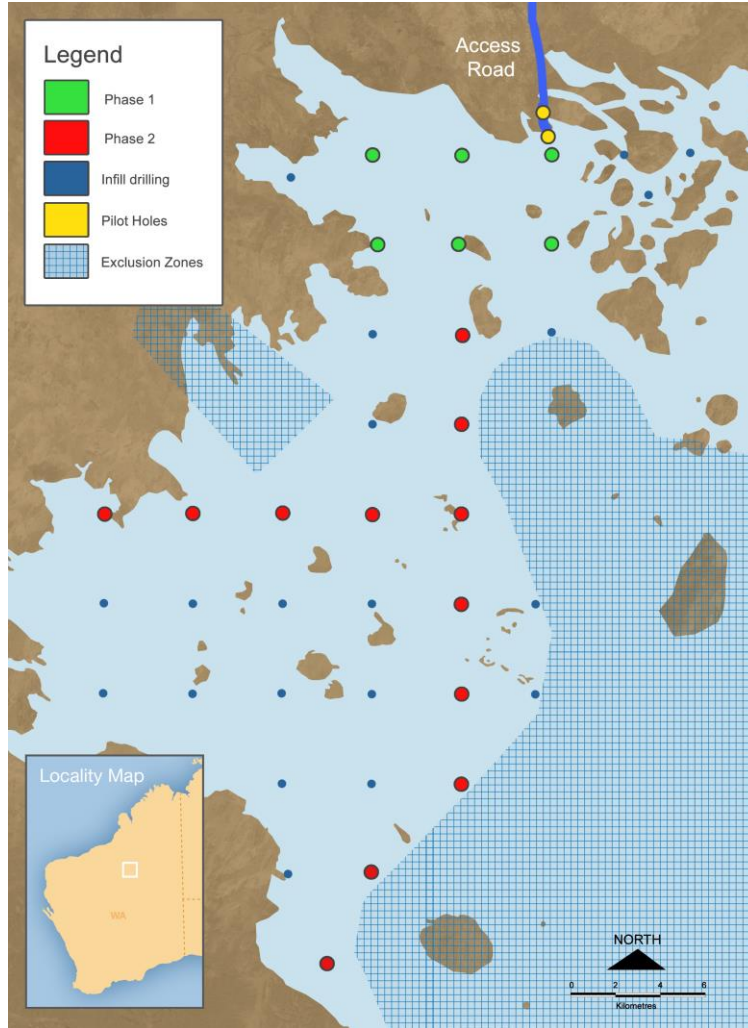 Access
Road
Legend
Phase 1
Phase 2
Infill drilling
Pilot Holes
Exclusion Zones
Locality Map
WA
NORTH
0 2 4 6
Kilometres